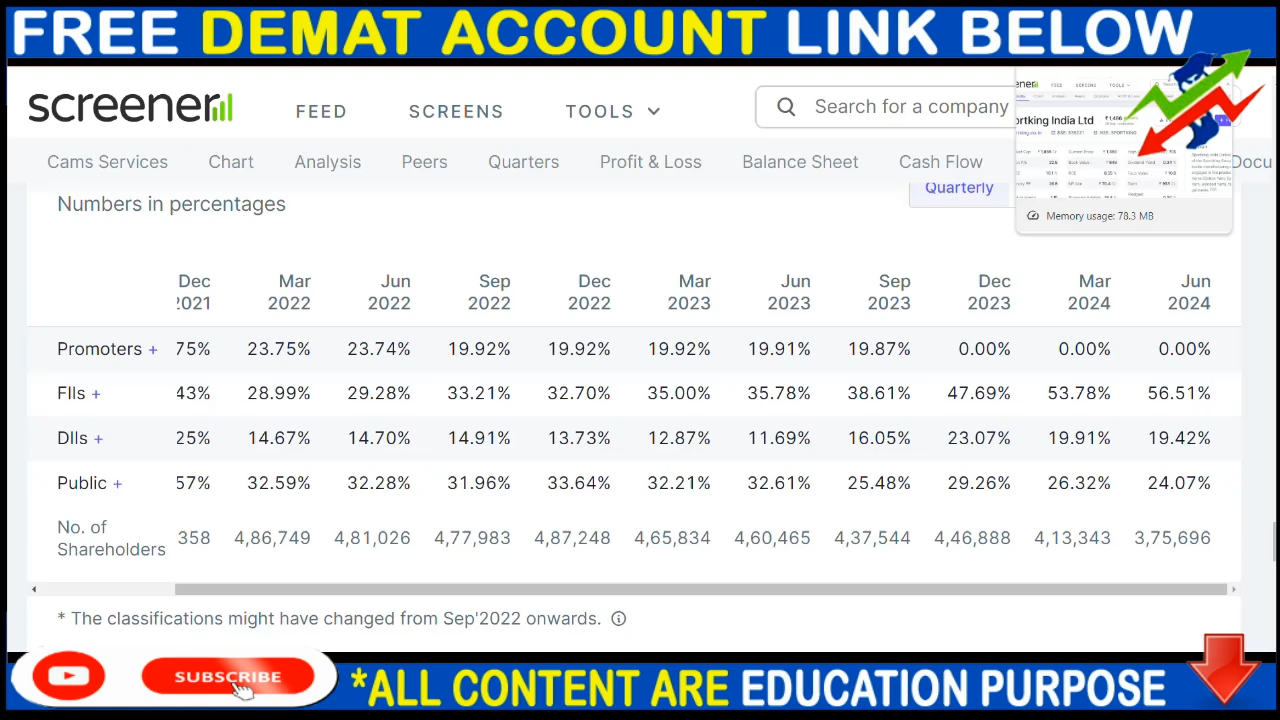 FREE DEMAT ACCOUNT LINK BELOW
screener FEED SCREENS TOOLS Search for a company
Cams Services Chart Analysis Peers Quarters Profit & Loss Balance Sheet Cash Flow Docu
Numbers in percentages
Quarterly
ortking India Ltd
Memory usage: 78.3 MB
Dec Mar Jun Sep Dec Mar Jun Sep Dec Mar Jun
2021 2022 2022 2022 2022 2023 2023 2023 2023 2024 2024
Promoters + 75% 23.75% 23.74% 19.92% 19.92% 19.92% 19.91% 19.87% 0.00% 0.00% 0.00%
FIIs + 43% 28.99% 29.28% 33.21% 32.70% 35.00% 35.78% 38.61% 47.69% 53.78% 56.51%
DIIs + 25% 14.67% 14.70% 14.91% 13.73% 12.87% 11.69% 16.05% 23.07% 19.91% 19.42%
Public + 57% 32.59% 32.28% 31.96% 33.64% 32.21% 32.61% 25.48% 29.26% 26.32% 24.07%
No. of
Shareholders 358 4,86,749 4,81,026 4,77,983 4,87,248 4,65,834 4,60,465 4,37,544 4,46,888 4,13,343 3,75,696
* The classifications might have changed from Sep'2022 onwards.
SUBSCRIBE
*ALL CONTENT ARE EDUCATION PURPOSE